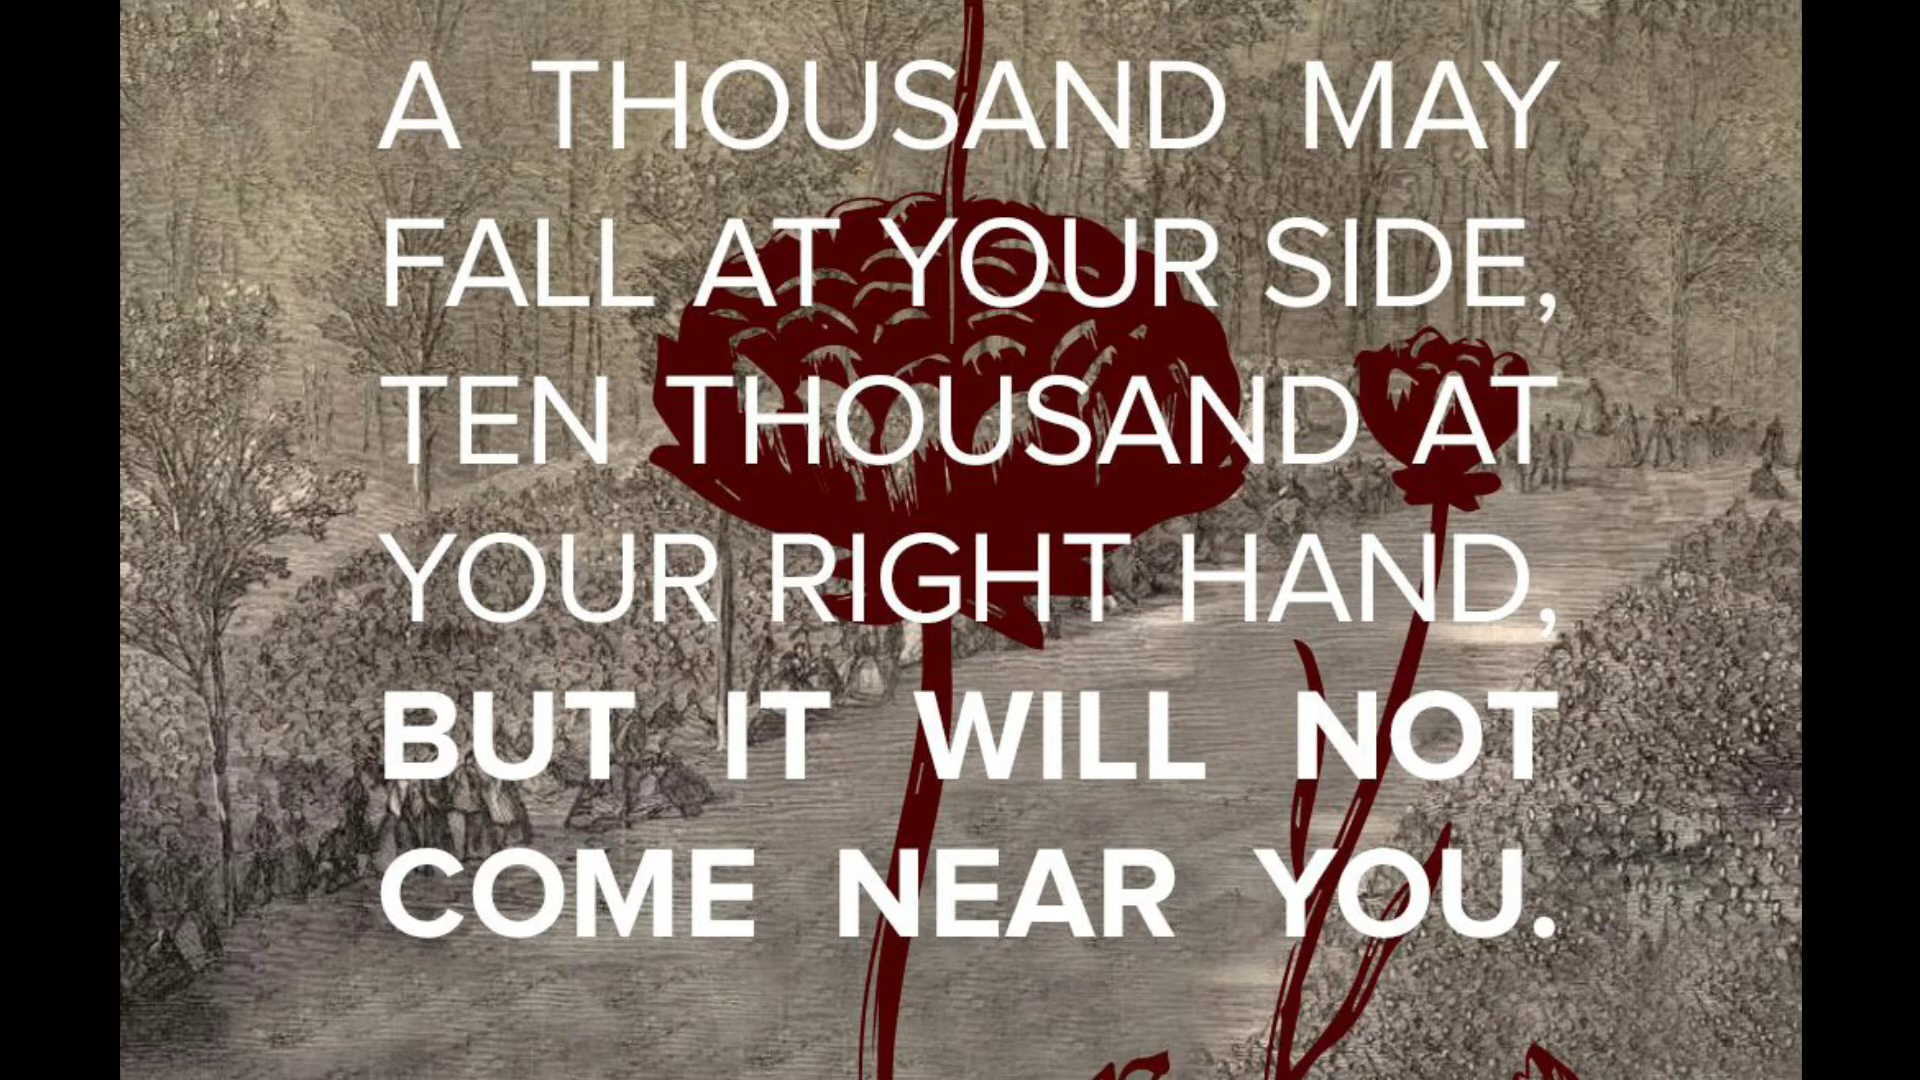 A THOUSAND MAY
FALL AT YOUR SIDE,
TEN THOUSAND AT
YOUR RIGHT HAND,
BUT IT WILL NOT
COME NEAR YOU.